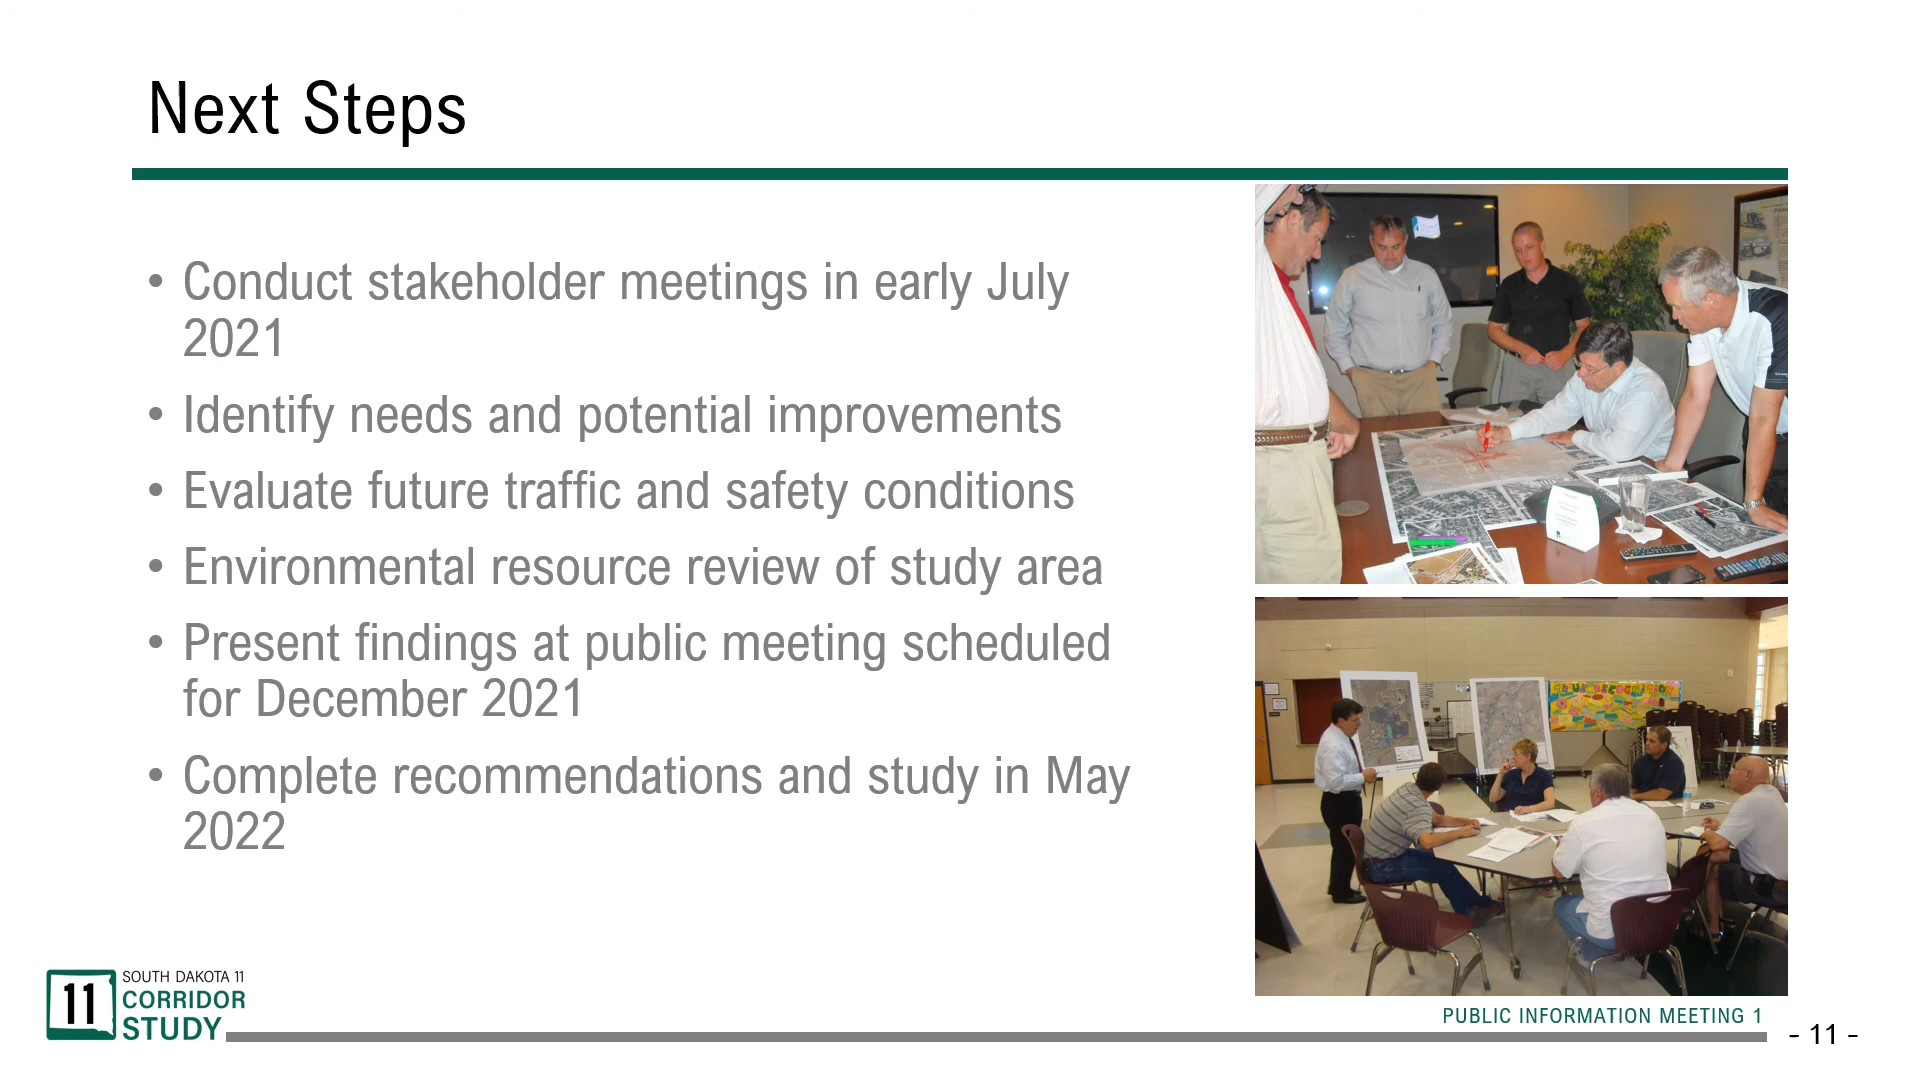 Next Steps
• Conduct stakeholder meetings in early July
2021
• Identify needs and potential improvements
• Evaluate future traffic and safety conditions
• Environmental resource review of study area
• Present findings at public meeting scheduled
for December 2021
• Complete recommendations and study in May
2022
11
SOUTH DAKOTA 11
CORRIDOR
STUDY
PUBLIC INFORMATION MEETING 1
- 11 -